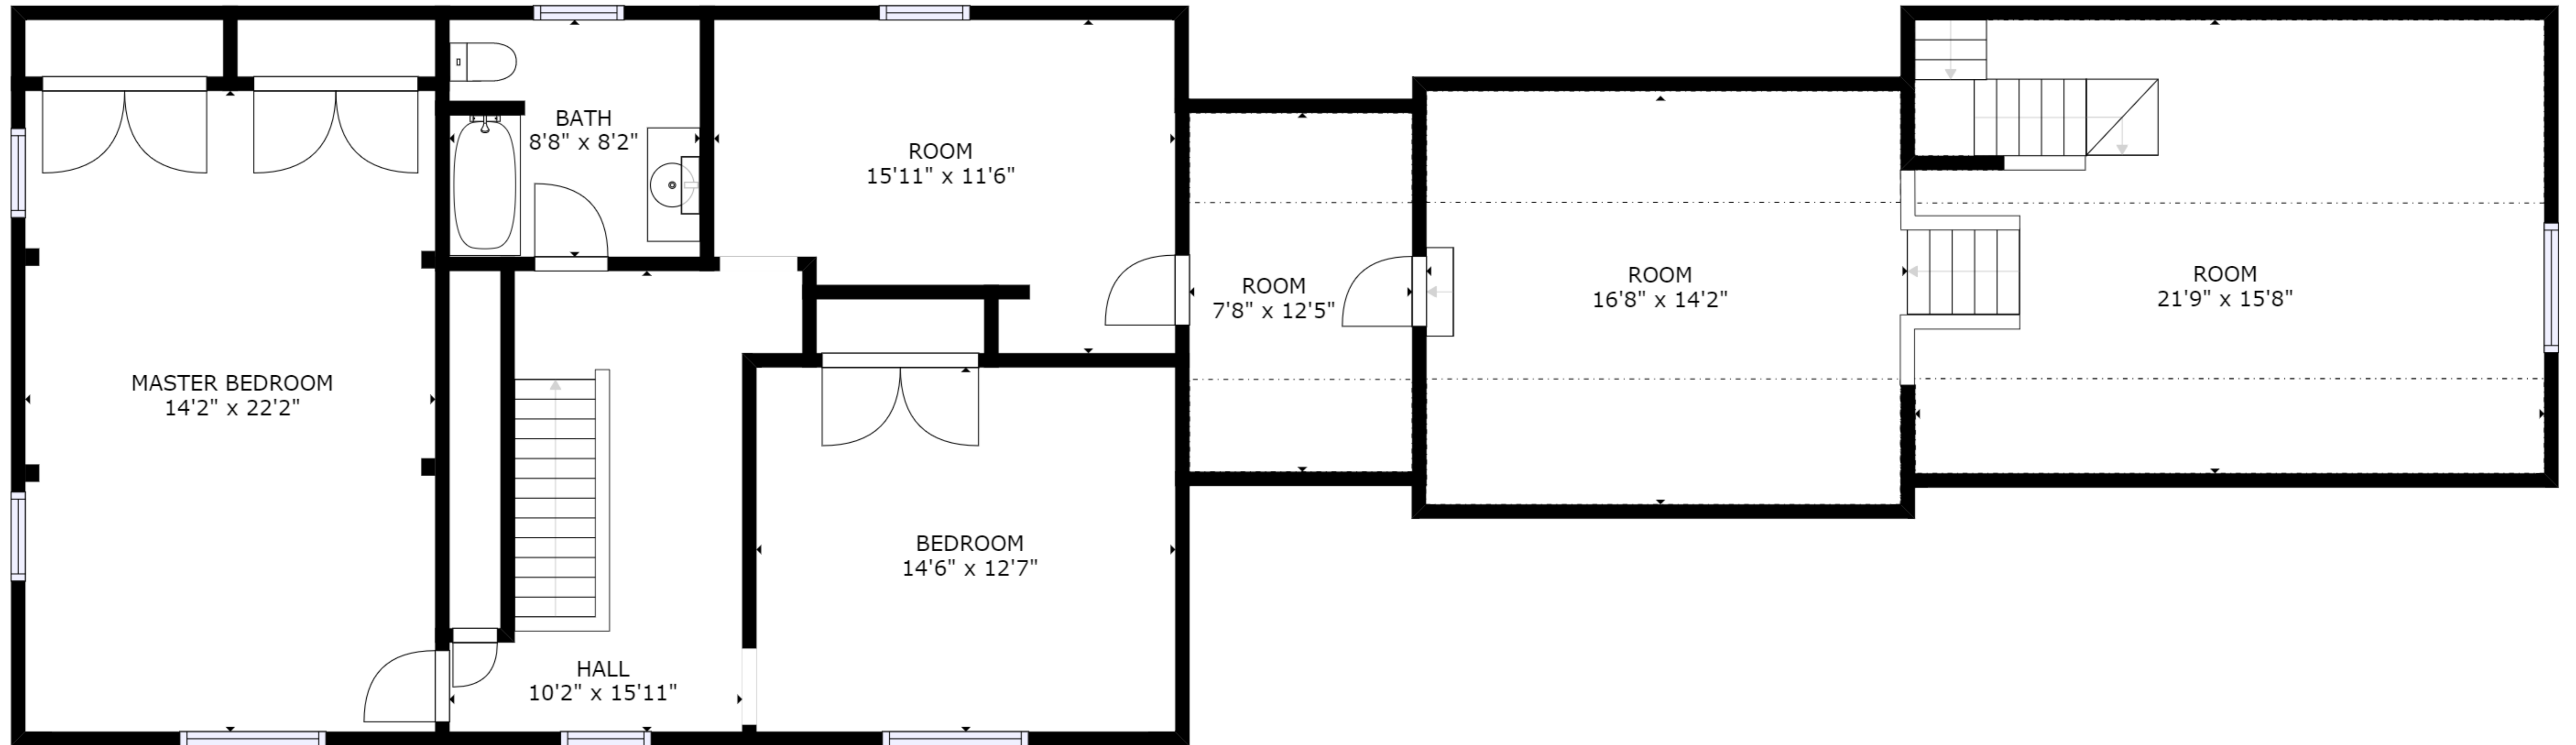 BATH
8'8" x 8'2"
ROOM
15'11" x 11'6"
ROOM
7'8" x 12'5"
ROOM
16'8" x 14'2"
ROOM
21'9" x 15'8"
MASTER BEDROOM
14'2" x 22'2"
BEDROOM
14'6" x 12'7"
HALL
10'2" x 15'11"